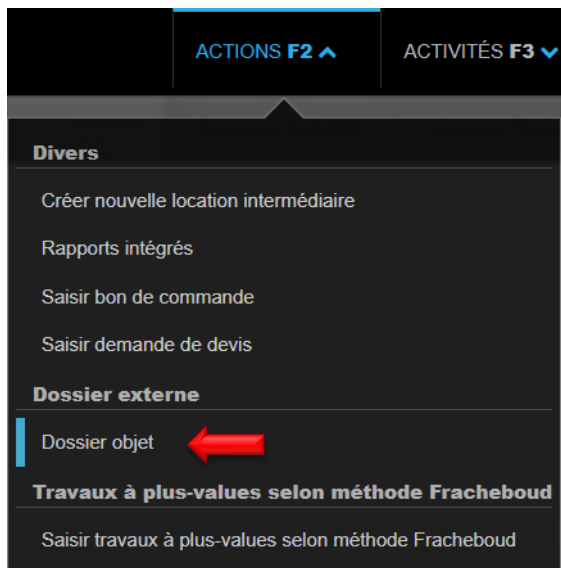 ACTIONS F2 ACTIVITÉS F3
Divers
Créer nouvelle location intermédiaire
Rapports intégrés
Saisir bon de commande
Saisir demande de devis
Dossier externe
Dossier objet
Travaux à plus-values selon méthode Fracheboud
Saisir travaux à plus-values selon méthode Fracheboud